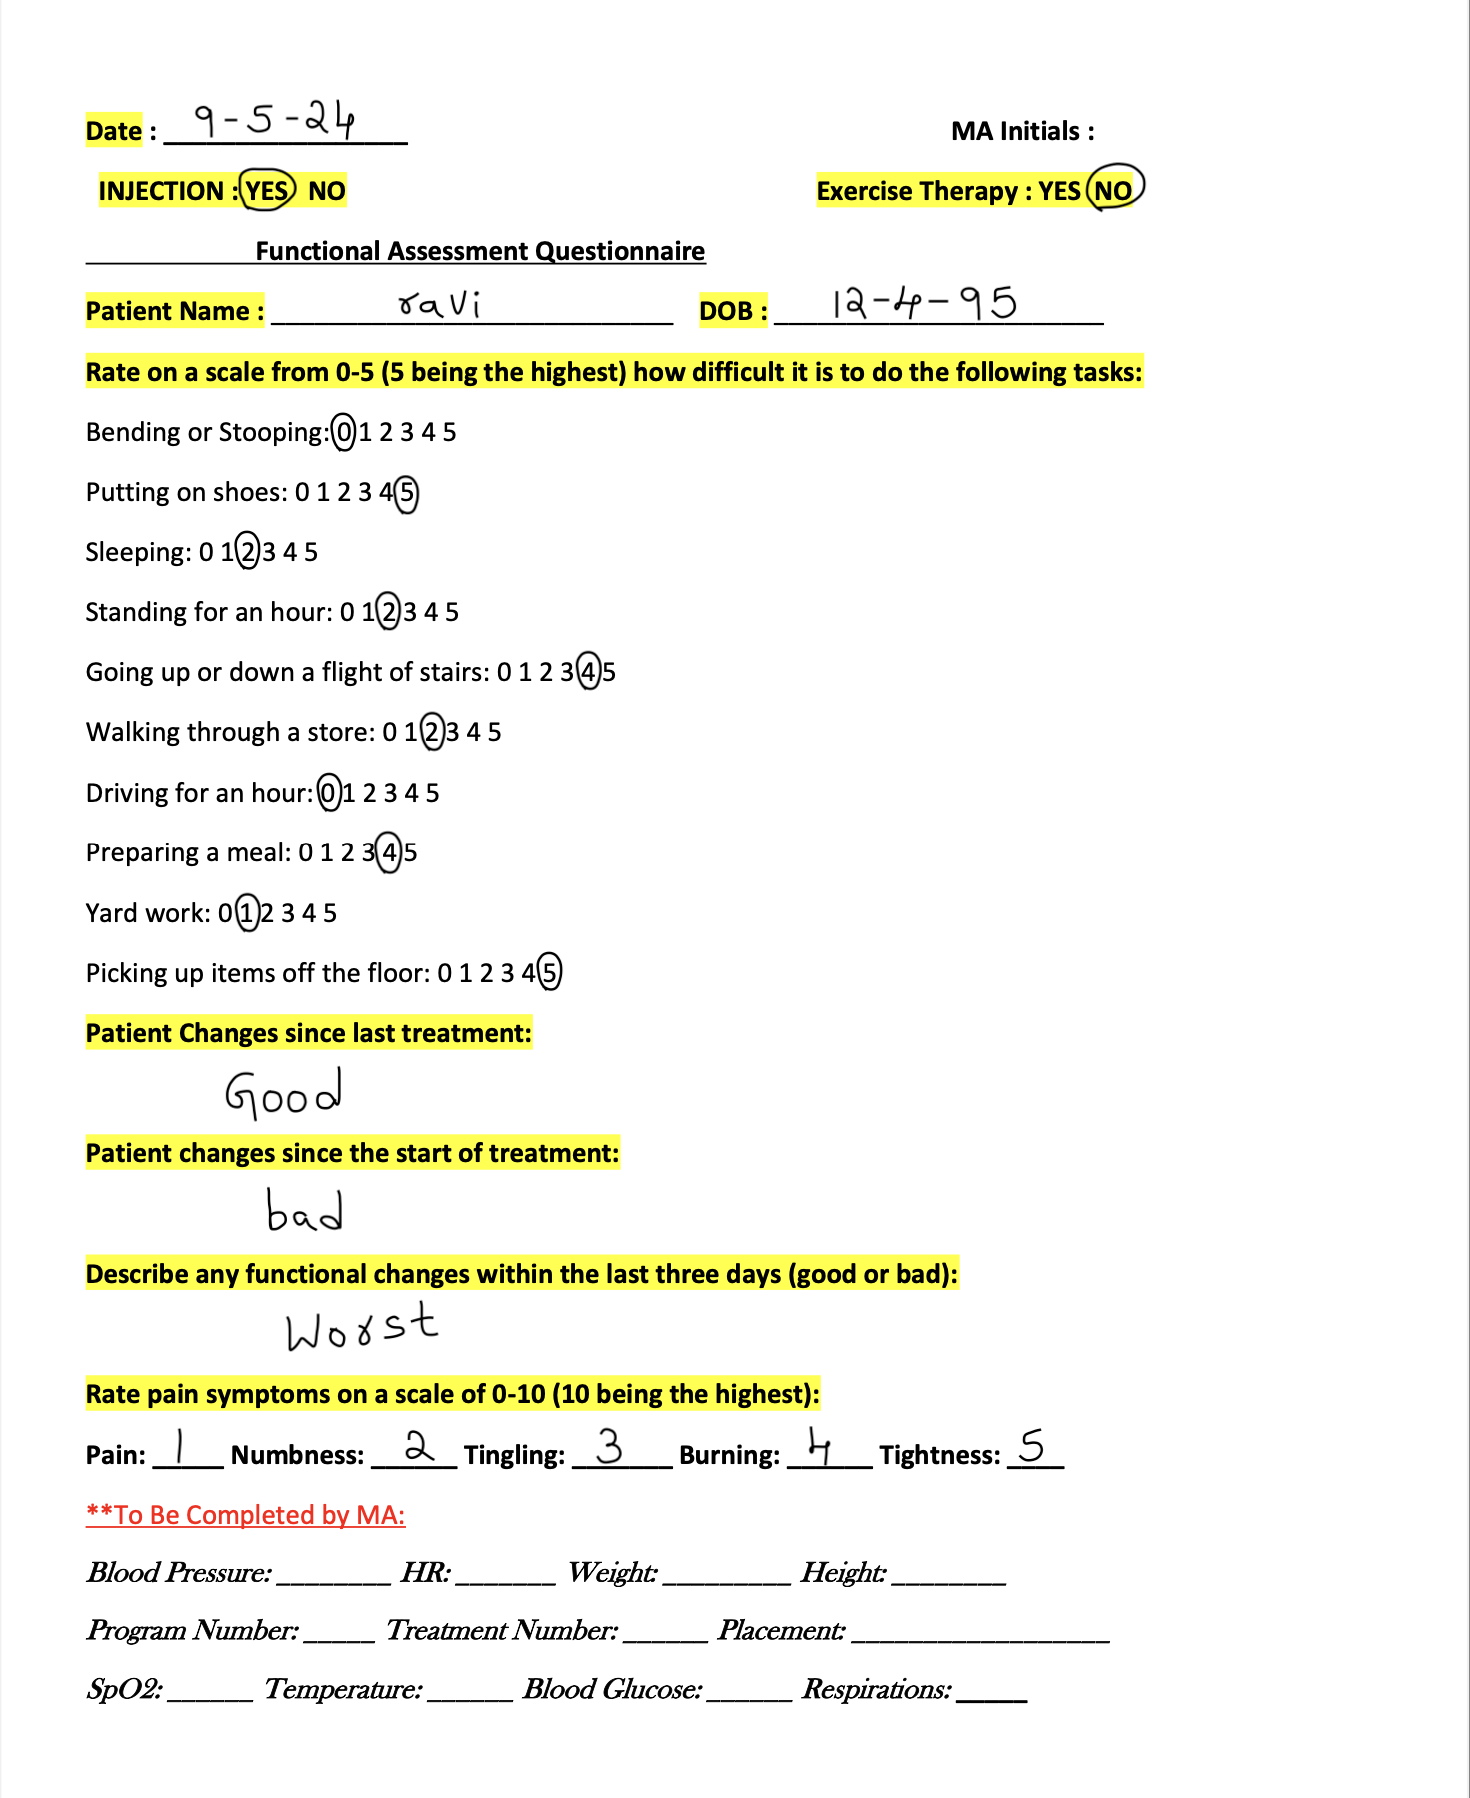 Date : 9-5-24 MA Initials :
INJECTION : YES NO Exercise Therapy : YES NO
Functional Assessment Questionnaire
Patient Name : ravi DOB : 12-4-95
Rate on a scale from 0-5 (5 being the highest) how difficult it is to do the following tasks:
Bending or Stooping: 0 1 2 3 4 5
Putting on shoes: 0 1 2 3 4 5
Sleeping: 0 1 2 3 4 5
Standing for an hour: 0 1 2 3 4 5
Going up or down a flight of stairs: 0 1 2 3 4 5
Walking through a store: 0 1 2 3 4 5
Driving for an hour: 0 1 2 3 4 5
Preparing a meal: 0 1 2 3 4 5
Yard work: 0 1 2 3 4 5
Picking up items off the floor: 0 1 2 3 4 5
Patient Changes since last treatment:
Good
Patient changes since the start of treatment:
bad
Describe any functional changes within the last three days (good or bad):
Worst
Rate pain symptoms on a scale of 0-10 (10 being the highest):
Pain: 1 Numbness: 2 Tingling: 3 Burning: 4 Tightness: 5
**To Be Completed by MA:
Blood Pressure: ________ HR: _______ Weight: _________ Height: ________
Program Number: _____ Treatment Number: ______ Placement: __________________
SpO2: ______ Temperature: ______ Blood Glucose: ______ Respirations: _____